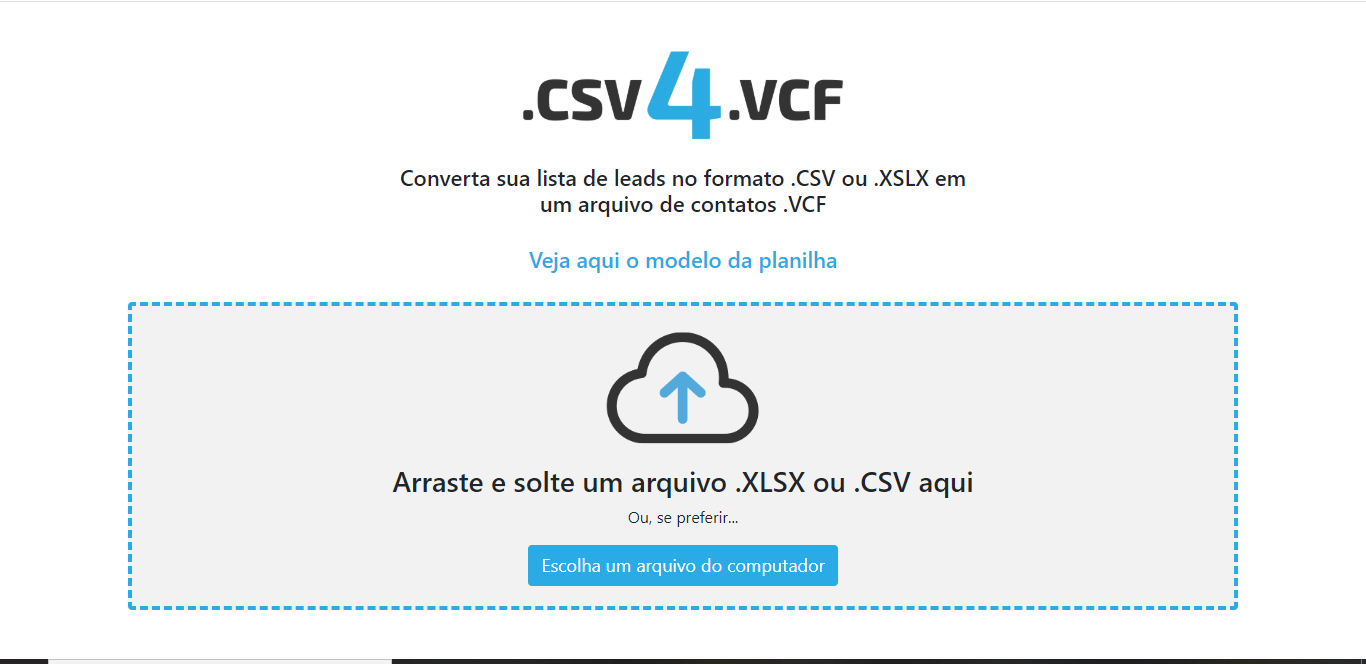 .CSV4.VCF
Converta sua lista de leads no formato .CSV ou .XSLX em
um arquivo de contatos .VCF
Veja aqui o modelo da planilha
Arraste e solte um arquivo .XLSX ou .CSV aqui
Ou, se preferir...
Escolha um arquivo do computador